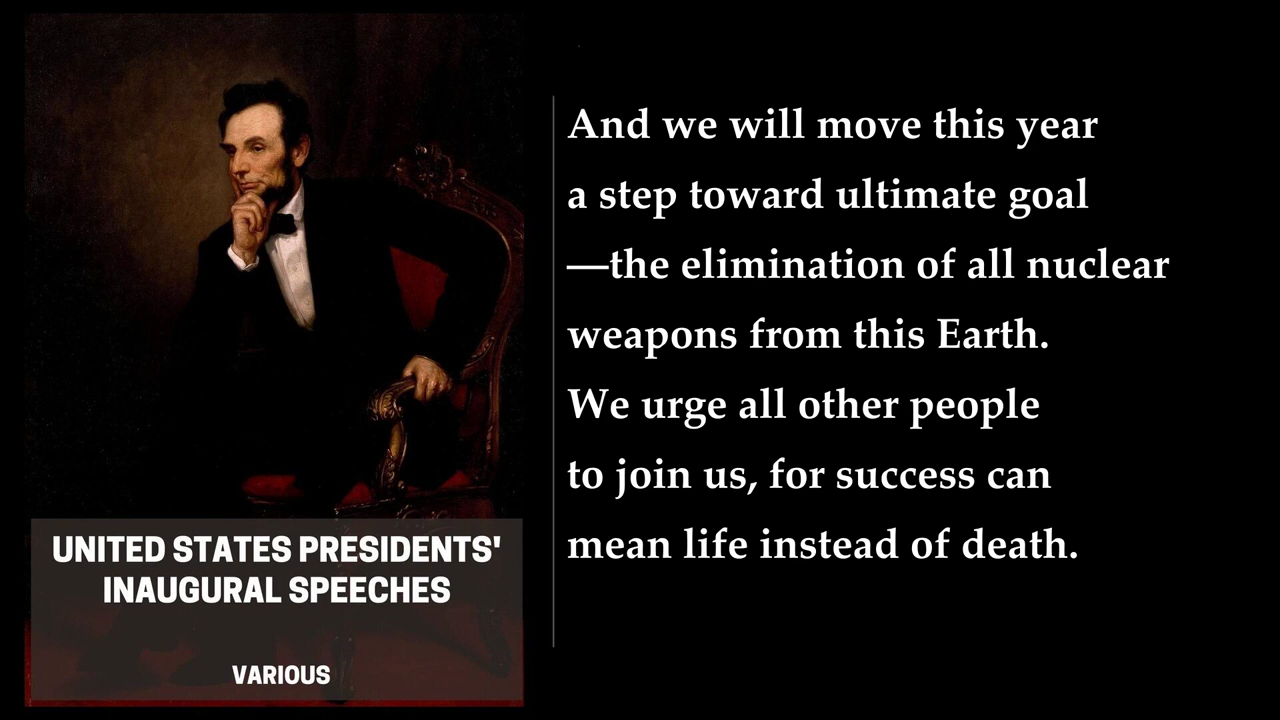 And we will move this year
a step toward ultimate goal
—the elimination of all nuclear
weapons from this Earth.
We urge all other people
to join us, for success can
mean life instead of death.
UNITED STATES PRESIDENTS'
INAUGURAL SPEECHES
VARIOUS